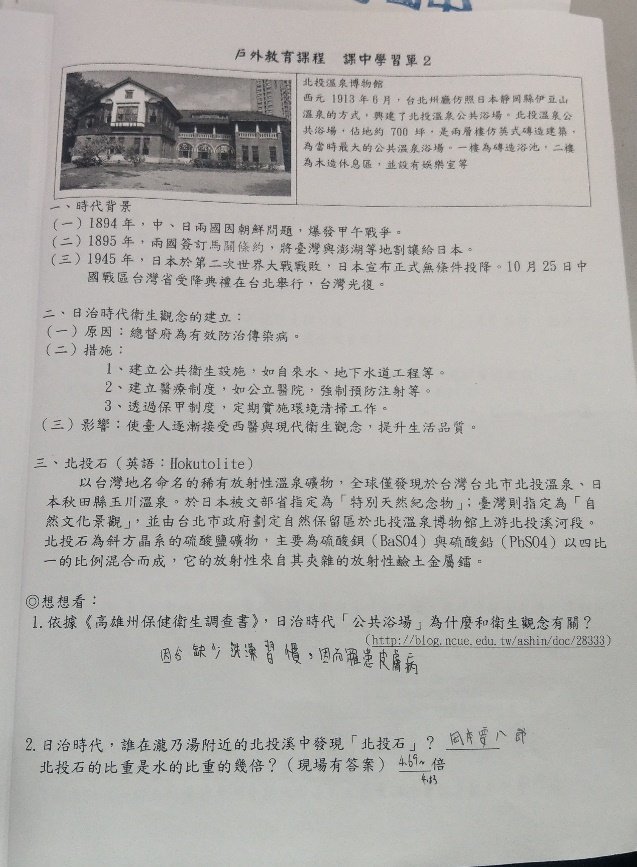 戶外教育課程　課中學習單2
北投溫泉博物館
西元 1913 年 6 月，台北州廳仿照日本靜岡縣伊豆山
溫泉的方式，興建了北投溫泉公共浴場。北投溫泉公
共浴場，佔地約 700 坪，是兩層樓仿英式磚造建築，
為當時最大的公共溫泉浴場。一樓為磚造浴池，二樓
為木造休息區，並設有娛樂室等
一、時代背景
（一）1894 年，中、日兩國因朝鮮問題，爆發甲午戰爭。
（二）1895 年，兩國簽訂馬關條約，將臺灣與澎湖等地割讓給日本。
（三）1945 年，日本於第二次世界大戰戰敗，日本宣布正式無條件投降。10 月 25 日中
國戰區台灣省受降典禮在台北舉行，台灣光復。
二、日治時代衛生觀念的建立：
（一）原因：總督府為有效防治傳染病。
（二）措施：
1、建立公共衛生設施，如自來水、地下水道工程等。
2、建立醫療制度，如公立醫院，強制預防注射等。
3、透過保甲制度，定期實施環境清掃工作。
（三）影響：使臺人逐漸接受西醫與現代衛生觀念，提升生活品質。
三、北投石（英語：Hokutolite）
以台灣地名命名的稀有放射性溫泉礦物，全球僅發現於台灣台北市北投溫泉、日
本秋田縣玉川溫泉。於日本被文部省指定為「特別天然紀念物」；臺灣則指定為「自
然文化景觀」，並由台北市政府劃定自然保留區於北投溫泉博物館上游北投溪河段。
北投石為斜方晶系的硫酸鹽礦物，主要為硫酸鋇（BaSO4）與硫酸鉛（PbSO4）以四比
一的比例混合而成，它的放射性來自其夾雜的放射性鹼土金屬鐳。
◎想想看：
1.依據《高雄州保健衛生調查書》，日治時代「公共浴場」為什麼和衛生觀念有關？
（http://blog.ncue.edu.tw/ashin/doc/28333）
缺少洗澡習慣，因而罹患皮膚病
2.日治時代，誰在瀧乃湯附近的北投溪中發現「北投石」？ 岡本要八郎
北投石的比重是水的比重的幾倍？（現場有答案） 4.69~倍
4.83